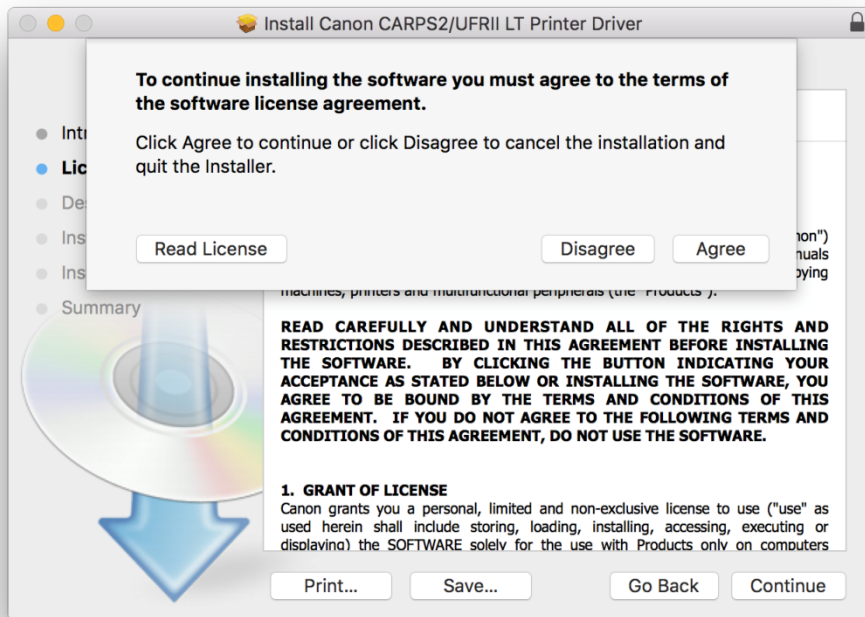 Install Canon CARPS2/UFRII LT Printer Driver
To continue installing the software you must agree to the terms of
the software license agreement.
Click Agree to continue or click Disagree to cancel the installation and
quit the Installer.
Read License
Disagree
Agree
Summary
machines, printers and multifunctional peripherals (the "Products").
READ CAREFULLY AND UNDERSTAND ALL OF THE RIGHTS AND
RESTRICTIONS DESCRIBED IN THIS AGREEMENT BEFORE INSTALLING
THE SOFTWARE. BY CLICKING THE BUTTON INDICATING YOUR
ACCEPTANCE AS STATED BELOW OR INSTALLING THE SOFTWARE, YOU
AGREE TO BE BOUND BY THE TERMS AND CONDITIONS OF THIS
AGREEMENT. IF YOU DO NOT AGREE TO THE FOLLOWING TERMS AND
CONDITIONS OF THIS AGREEMENT, DO NOT USE THE SOFTWARE.
1. GRANT OF LICENSE
Canon grants you a personal, limited and non-exclusive license to use ("use" as
used herein shall include storing, loading, installing, accessing, executing or
displaying) the SOFTWARE solely for the use with Products only on computers
Print...
Save...
Go Back
Continue